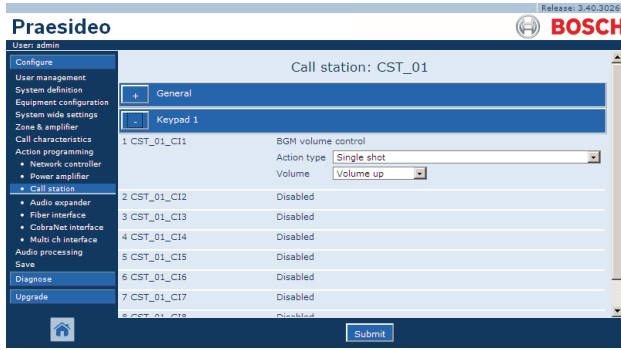 Release: 3.40.3026
Praesideo
BOSCH
User: admin
Configure
User management
System definition
Equipment configuration
System wide settings
Zone & amplifier
Call characteristics
Action programming
• Network controller
• Power amplifier
• Call station
• Audio expander
• Fiber interface
• CobraNet interface
• Multi ch interface
Audio processing
Save
Diagnose
Upgrade
Call station: CST_01
+ General
- Keypad 1
1 CST_01_CI1 BGM volume control
Action type Single shot
Volume Volume up
2 CST_01_CI2 Disabled
3 CST_01_CI3 Disabled
4 CST_01_CI4 Disabled
5 CST_01_CI5 Disabled
6 CST_01_CI6 Disabled
7 CST_01_CI7 Disabled
8 CST_01_CI8 Disabled
Submit